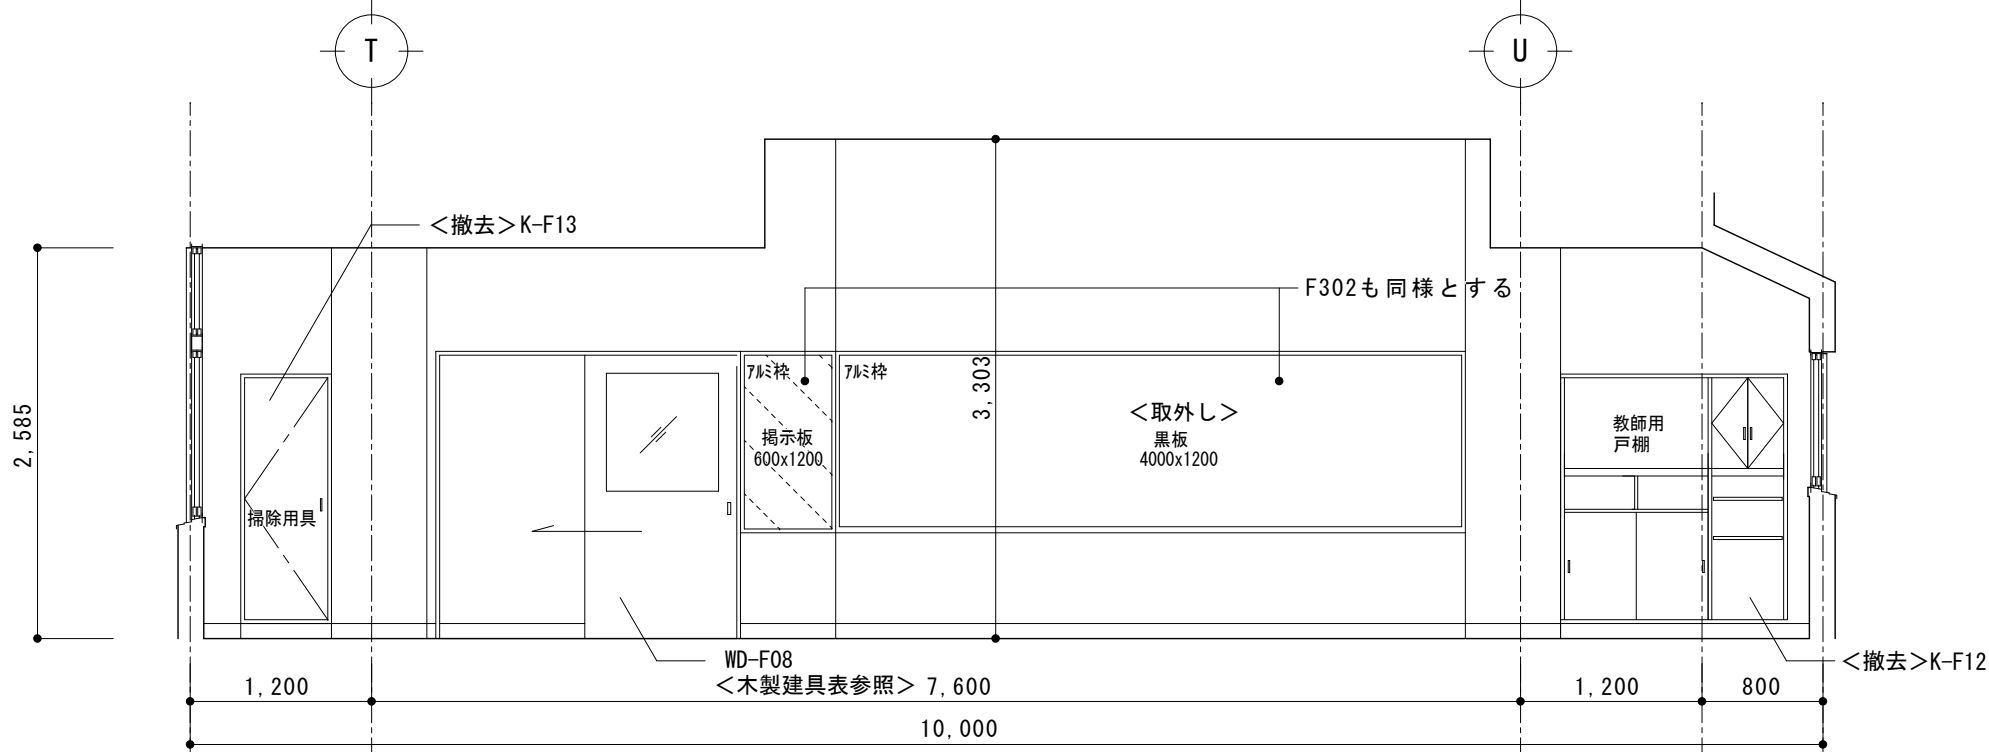 T
U
＜撤去＞K-F13
F302も同様とする
2,585
3,303
アルミ枠
アルミ枠
掲示板
600x1200
＜取外し＞
黒板
4000x1200
教師用
戸棚
掃除用具
WD-F08
＜木製建具表参照＞
＜撤去＞K-F12
1,200
7,600
1,200
800
10,000